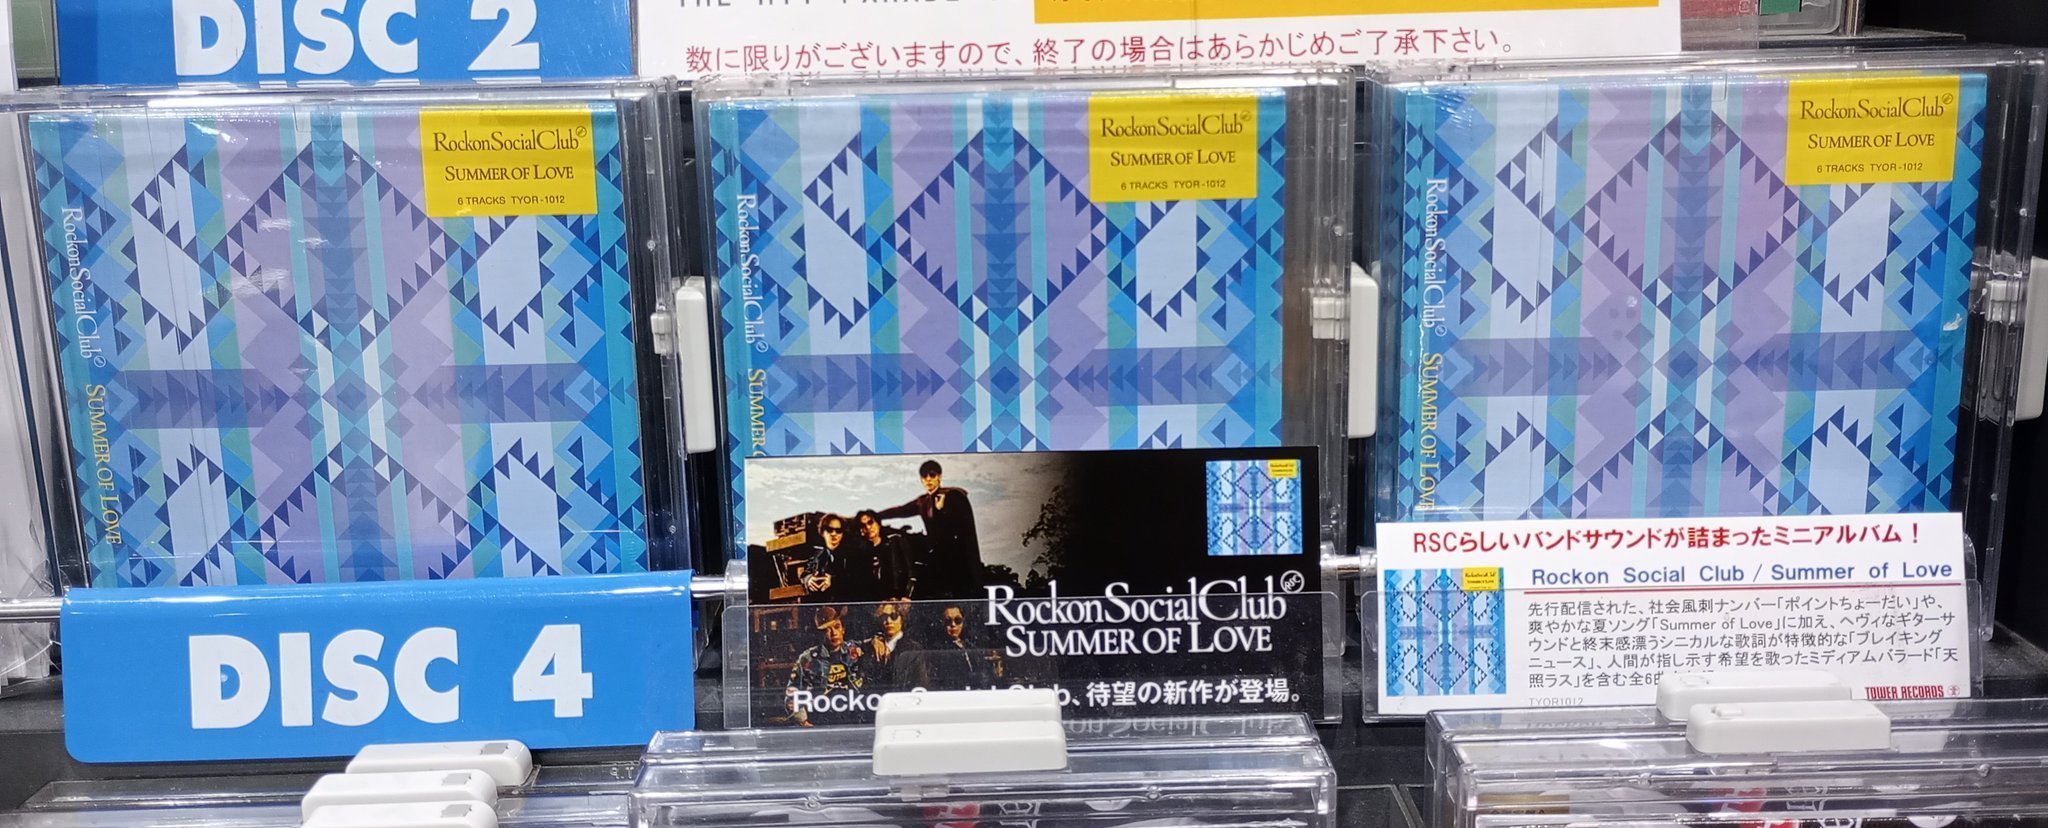 DISC 2
数に限りがございますので、終了の場合はあらかじめご了承下さい。
RockonSocialClub
SUMMER OF LOVE
6 TRACKS TYOR-1012
RockonSocialClub
SUMMER OF LOVE
RockonSocialClub
SUMMER OF LOVE
6 TRACKS TYOR-1012
RockonSocialClub
SUMMER
RockonSocialClub
SUMMER OF LOVE
6 TRACKS TYOR-1012
RockonSocialClub
SUMMER OF LOVE
DISC 4
RockonSocialClub RSC
SUMMER OF LOVE
待望の新作が登場。
RSCらしいバンドサウンドが詰まったミニアルバム！
Rockon Social Club / Summer of Love
先行配信された、社会風刺ナンバー「ポイントちょーだい」や、
爽やかな夏ソング「Summer of Love」に加え、ヘヴィなギターサ
ウンドと終末感漂うシニカルな歌詞が特徴的な「ブレイキング
ニュース」、人間が指し示す希望を歌ったミディアムバラード「天
照ラス」を含む全6曲
TYOR1012
TOWER RECORDS